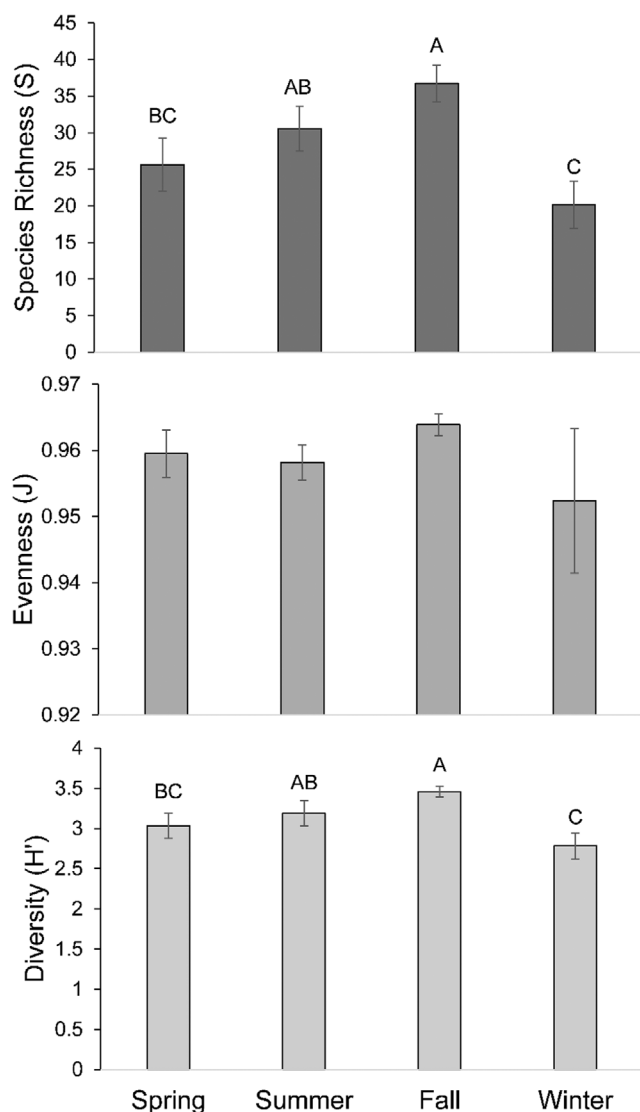 Species Richness (S)
45
40
35
30
25
20
15
10
5
0
BC
AB
A
C
Evenness (J)
0.97
0.96
0.95
0.94
0.93
0.92
Diversity (H')
4
3.5
3
2.5
2
1.5
1
0.5
0
BC
AB
A
C
Spring Summer Fall Winter